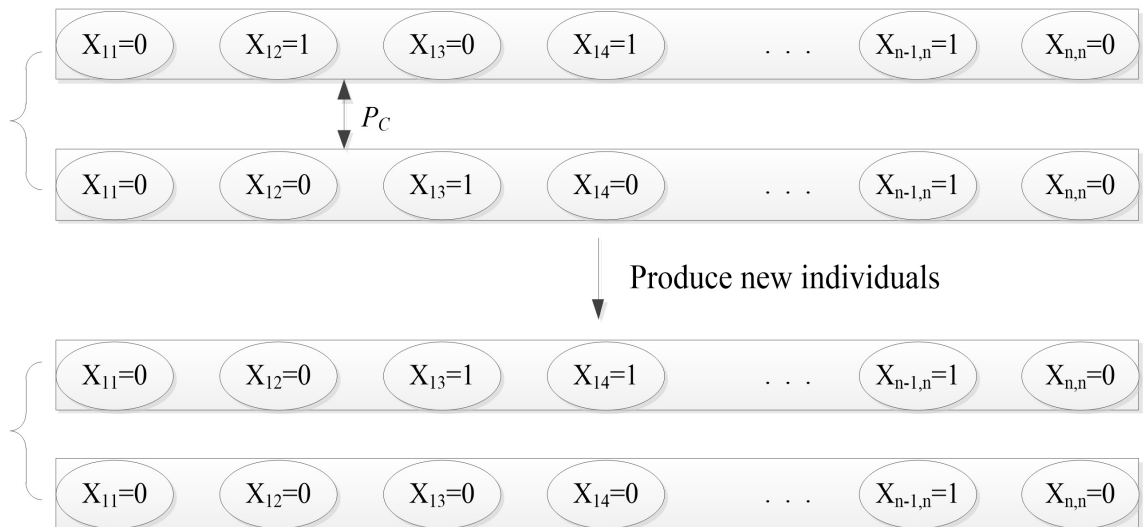 X11=0 X12=1 X13=0 X14=1 . . . Xn-1,n=1 Xn,n=0
PC
X11=0 X12=0 X13=1 X14=0 . . . Xn-1,n=1 Xn,n=0
Produce new individuals
X11=0 X12=0 X13=1 X14=1 . . . Xn-1,n=1 Xn,n=0
X11=0 X12=0 X13=0 X14=0 . . . Xn-1,n=1 Xn,n=0